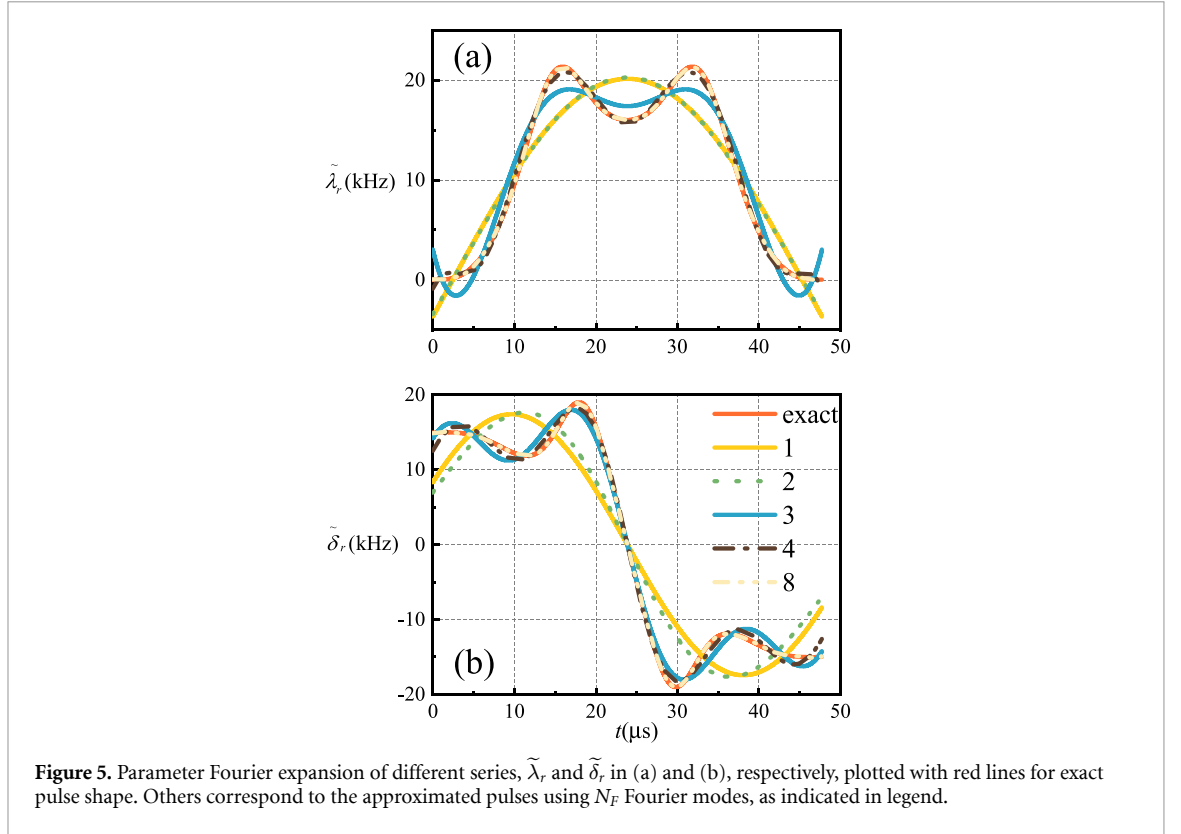 (a)
20
10
0
λ̃r(kHz)
0 10 20 30 40 50
20
10
0
-10
-20
δ̃r(kHz)
exact
1
2
3
4
8
(b)
0 10 20 30 40 50
t(μs)
Figure 5. Parameter Fourier expansion of different series, λ̃r and δ̃r in (a) and (b), respectively, plotted with red lines for exact
pulse shape. Others correspond to the approximated pulses using NF Fourier modes, as indicated in legend.